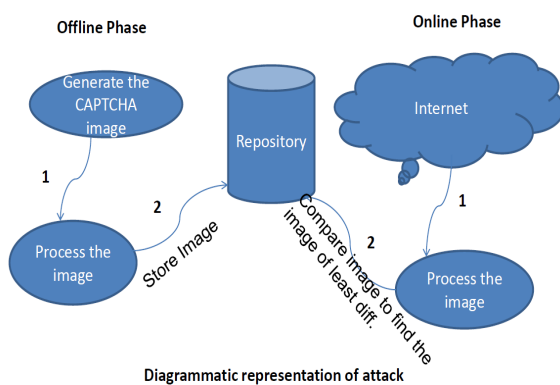 Offline Phase
Online Phase
Generate the
CAPTCHA
image
Repository
Internet
1
2
Store Image
Process the
image
Compare image to find the
image of least diff.
2
1
Process the
image
Diagrammatic representation of attack